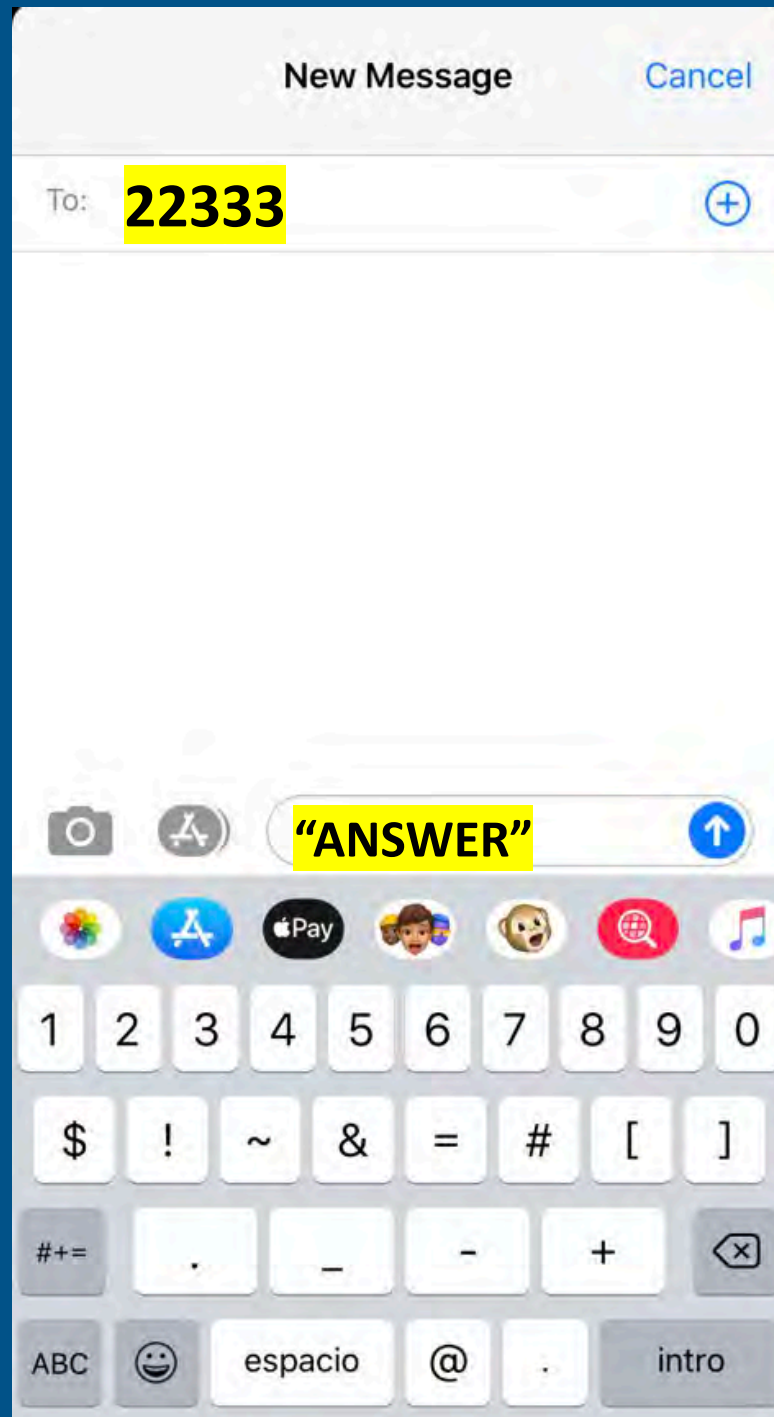 New Message Cancel
To: 22333
“ANSWER”
Pay
1 2 3 4 5 6 7 8 9 0
$ ! ~ & = # [ ]
#+= . _ - +
ABC espacio @ . intro